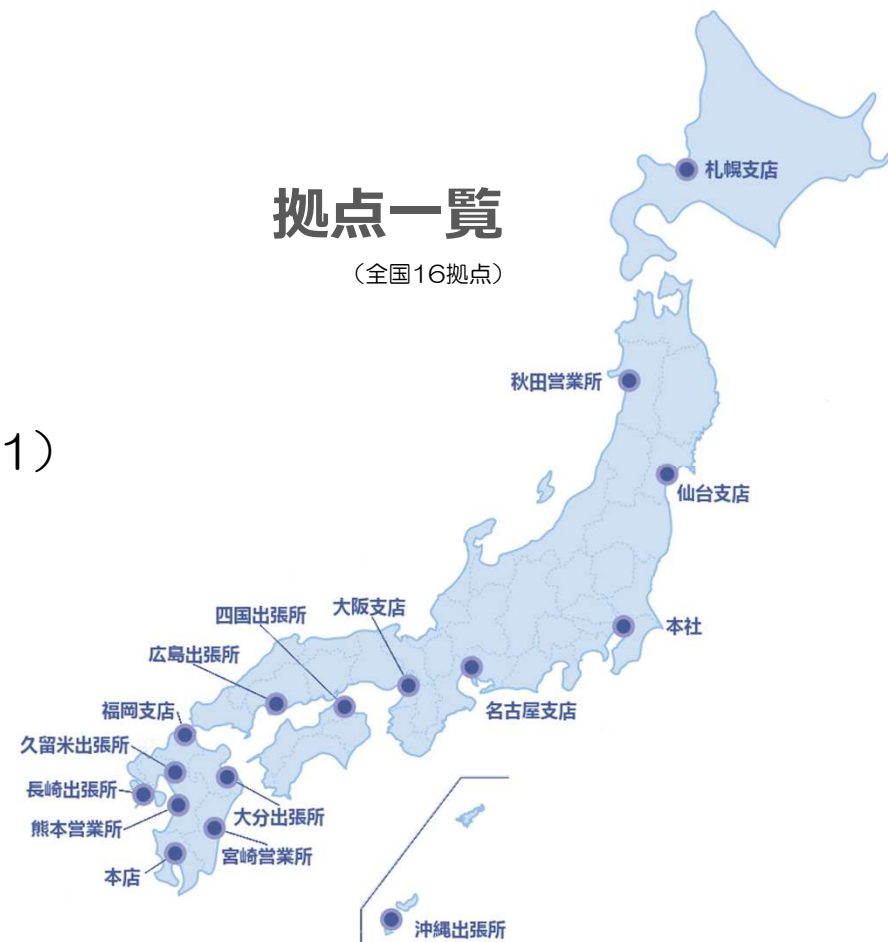 拠点一覧
（全国16拠点）
札幌支店
秋田営業所
1）
仙台支店
本社
大阪支店
四国出張所
広島出張所
名古屋支店
福岡支店
久留米出張所
長崎出張所
大分出張所
熊本営業所
宮崎営業所
本店
沖縄出張所